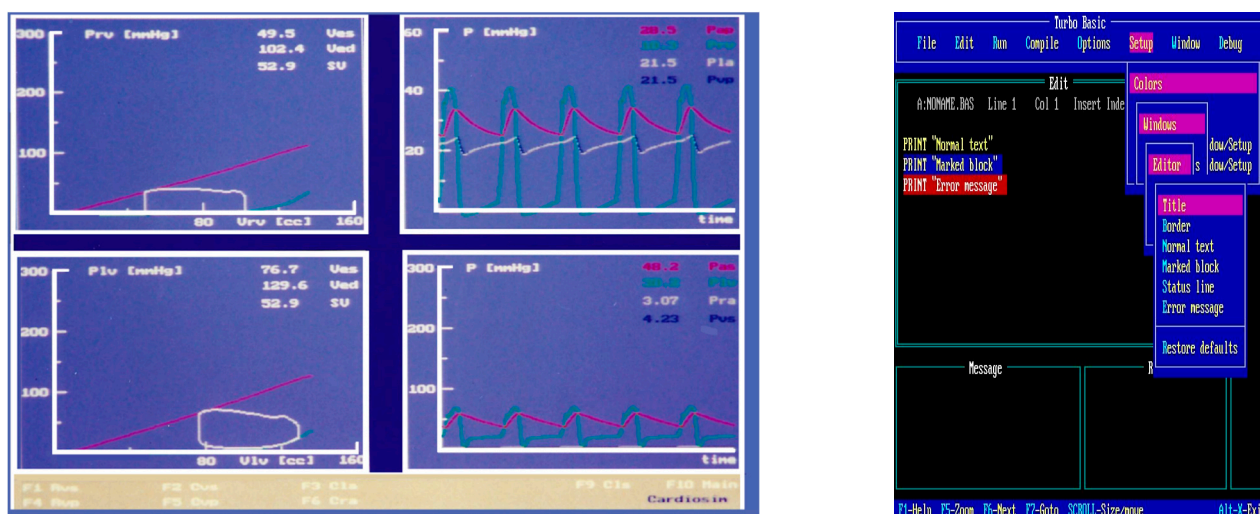 300 Prv [mmHg] 49.5 Ves
102.4 Ved
52.9 SV
200
100
80 Vrv [cc] 160
60 P [mmHg] 28.5 Pap
21.5 Pla
21.5 Pvp
40
20
time
300 Plv [mmHg] 76.7 Ves
129.6 Ved
52.9 SV
200
100
80 Vlv [cc] 160
300 P [mmHg] 48.2 Pas
3.07 Pra
4.23 Pvs
200
100
time
F1 Rvs F2 Cvs F3 Cla F9 Cls F10 Main
F4 Rvp F5 Cvp F6 Cra Cardiosim
Turbo Basic
File Edit Run Compile Options Setup Window Debug
Edit
A:NONAME.BAS Line 1 Col 1 Insert Inde
PRINT "Normal text"
PRINT "Marked block"
PRINT "Error message"
Colors
Windows
dow/Setup
Editor s dow/Setup
Title
Border
Normal text
Marked block
Status line
Error message
Restore defaults
Message R
F1-Help F5-Zoom F6-Next F7-Goto SCROLL-Size/move Alt-X-Exi